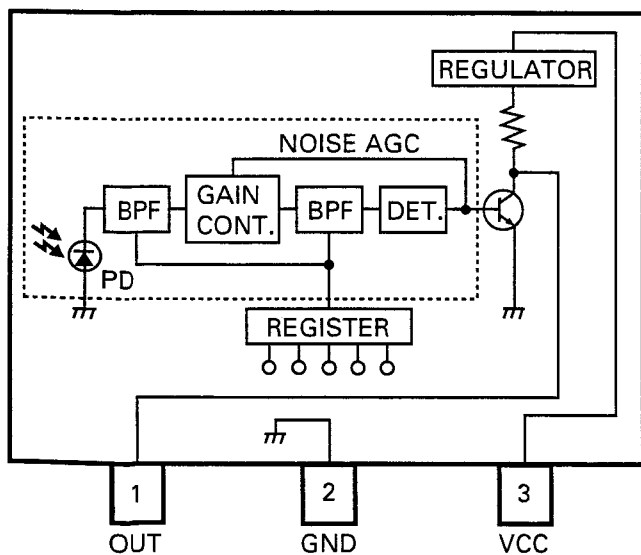 REGULATOR
NOISE AGC
BPF
GAIN
CONT.
BPF
DET.
PD
REGISTER
1
2
3
OUT
GND
VCC